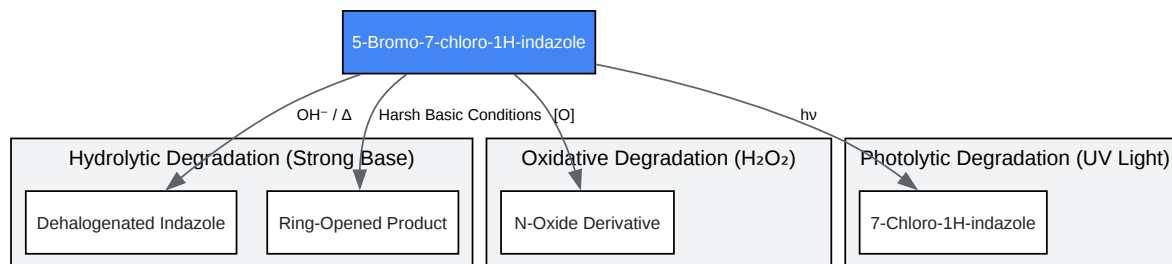 5-Bromo-7-chloro-1H-indazole
OH⁻ / Δ
Harsh Basic Conditions
[O]
hν
Hydrolytic Degradation (Strong Base)
Oxidative Degradation (H₂O₂)
Photolytic Degradation (UV Light)
Dehalogenated Indazole
Ring-Opened Product
N-Oxide Derivative
7-Chloro-1H-indazole